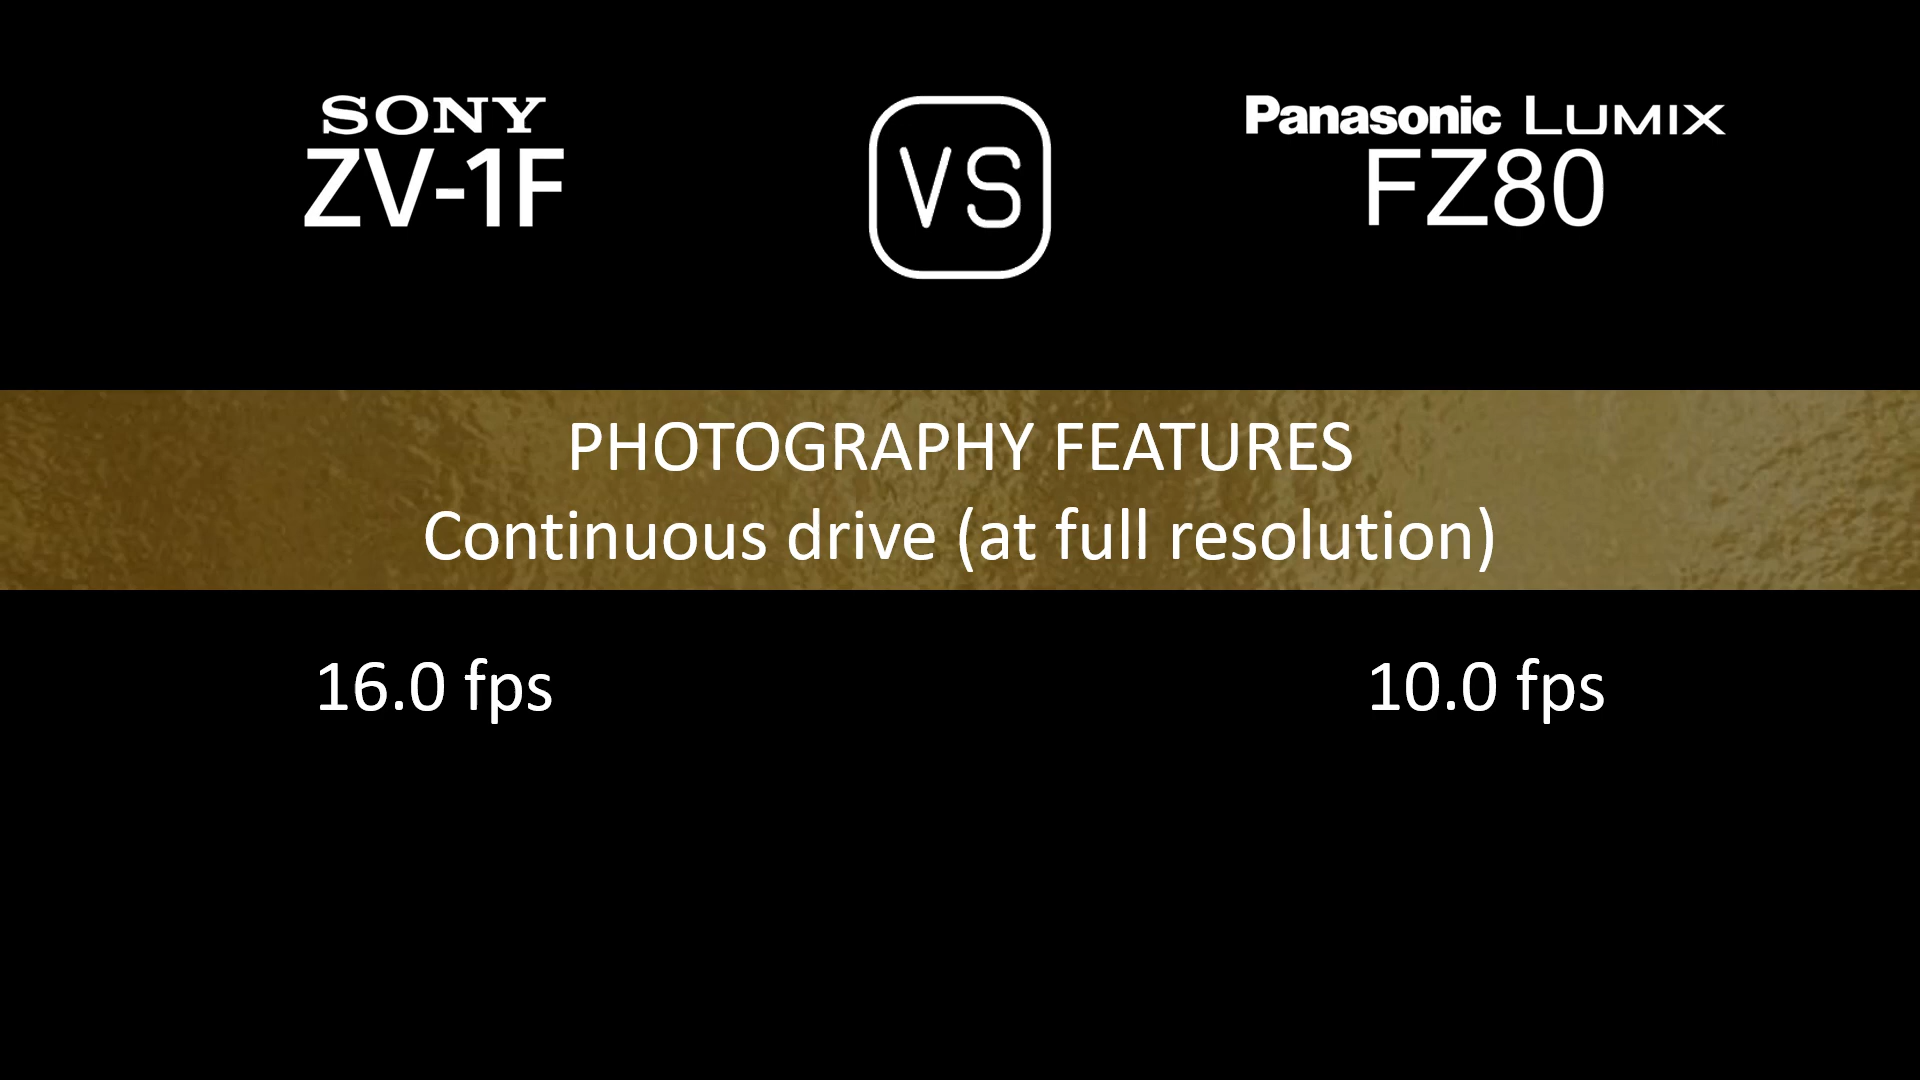 SONY
ZV-1F
VS
Panasonic LUMIX
FZ80
PHOTOGRAPHY FEATURES
Continuous drive (at full resolution)
16.0 fps
10.0 fps